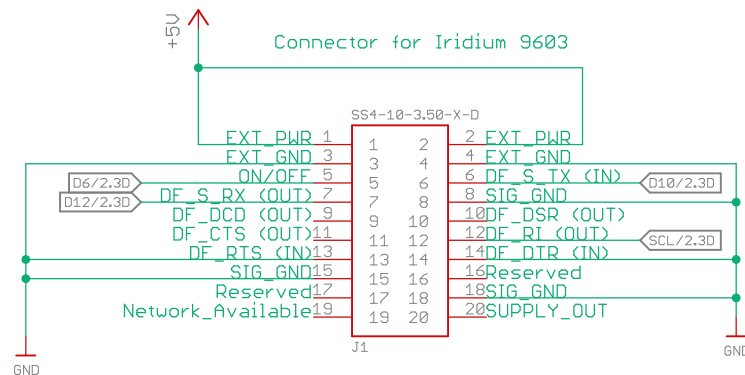 +5V
Connector for Iridium 9603
SS4-10-3.50-X-D
EXT_PWR 1 1 2 2 EXT_PWR
EXT_GND 3 3 4 4 EXT_GND
D6/2.3D ON/OFF 5 5 6 6 DF_S_TX (IN) D10/2.3D
D12/2.3D DF_S_RX (OUT) 7 7 8 8 SIG_GND
DF_DCD (OUT) 9 9 10 10 DF_DSR (OUT)
DF_CTS (OUT) 11 11 12 12 DF_RI (OUT) SCL/2.3D
DF_RTS (IN) 13 13 14 14 DF_DTR (IN)
SIG_GND 15 15 16 16 Reserved
Reserved 17 17 18 18 SIG_GND
Network_Available 19 19 20 20 SUPPLY_OUT
J1
GND
GND